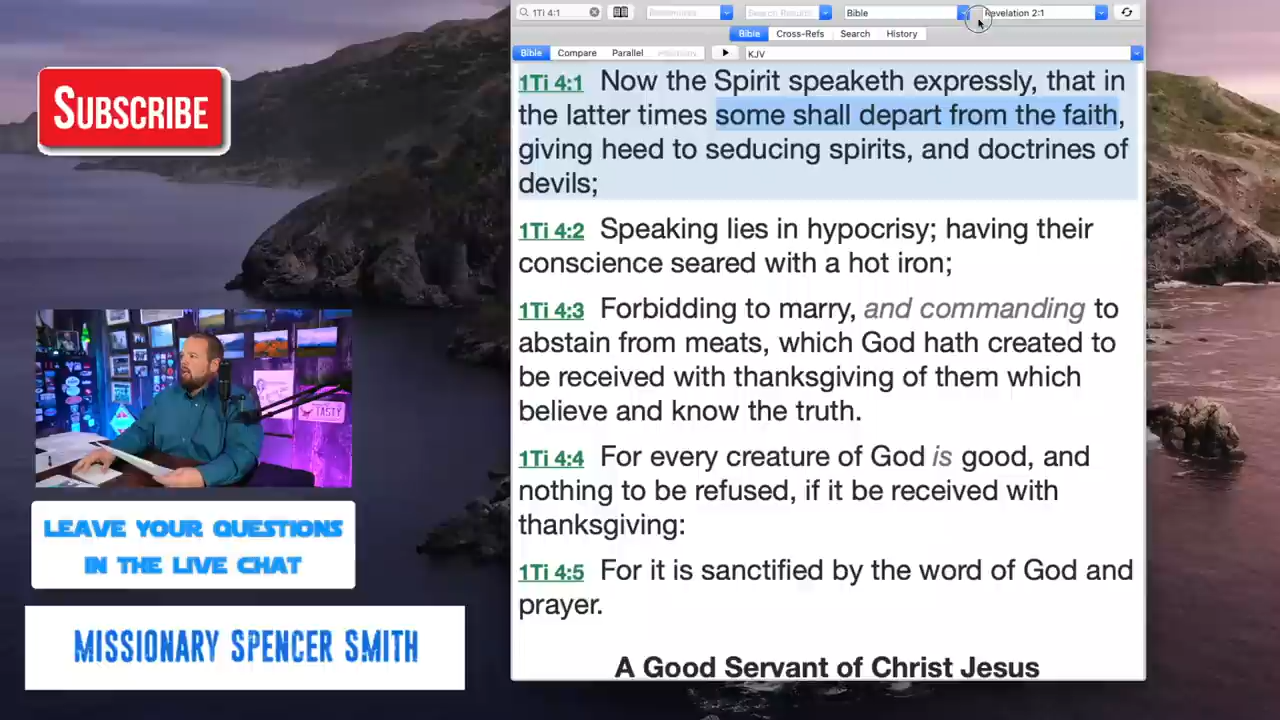 1Ti 4:1
Bookmarks
Search Results
Bible
Revelation 2:1
Bible
Cross-Refs
Search
History
Bible
Compare
Parallel
KJV
1Ti 4:1 Now the Spirit speaketh expressly, that in
the latter times some shall depart from the faith,
giving heed to seducing spirits, and doctrines of
devils;
1Ti 4:2 Speaking lies in hypocrisy; having their
conscience seared with a hot iron;
1Ti 4:3 Forbidding to marry, and commanding to
abstain from meats, which God hath created to
be received with thanksgiving of them which
believe and know the truth.
1Ti 4:4 For every creature of God is good, and
nothing to be refused, if it be received with
thanksgiving:
1Ti 4:5 For it is sanctified by the word of God and
prayer.
A Good Servant of Christ Jesus
SUBSCRIBE
TASTY
LEAVE YOUR QUESTIONS
IN THE LIVE CHAT
MISSIONARY SPENCER SMITH